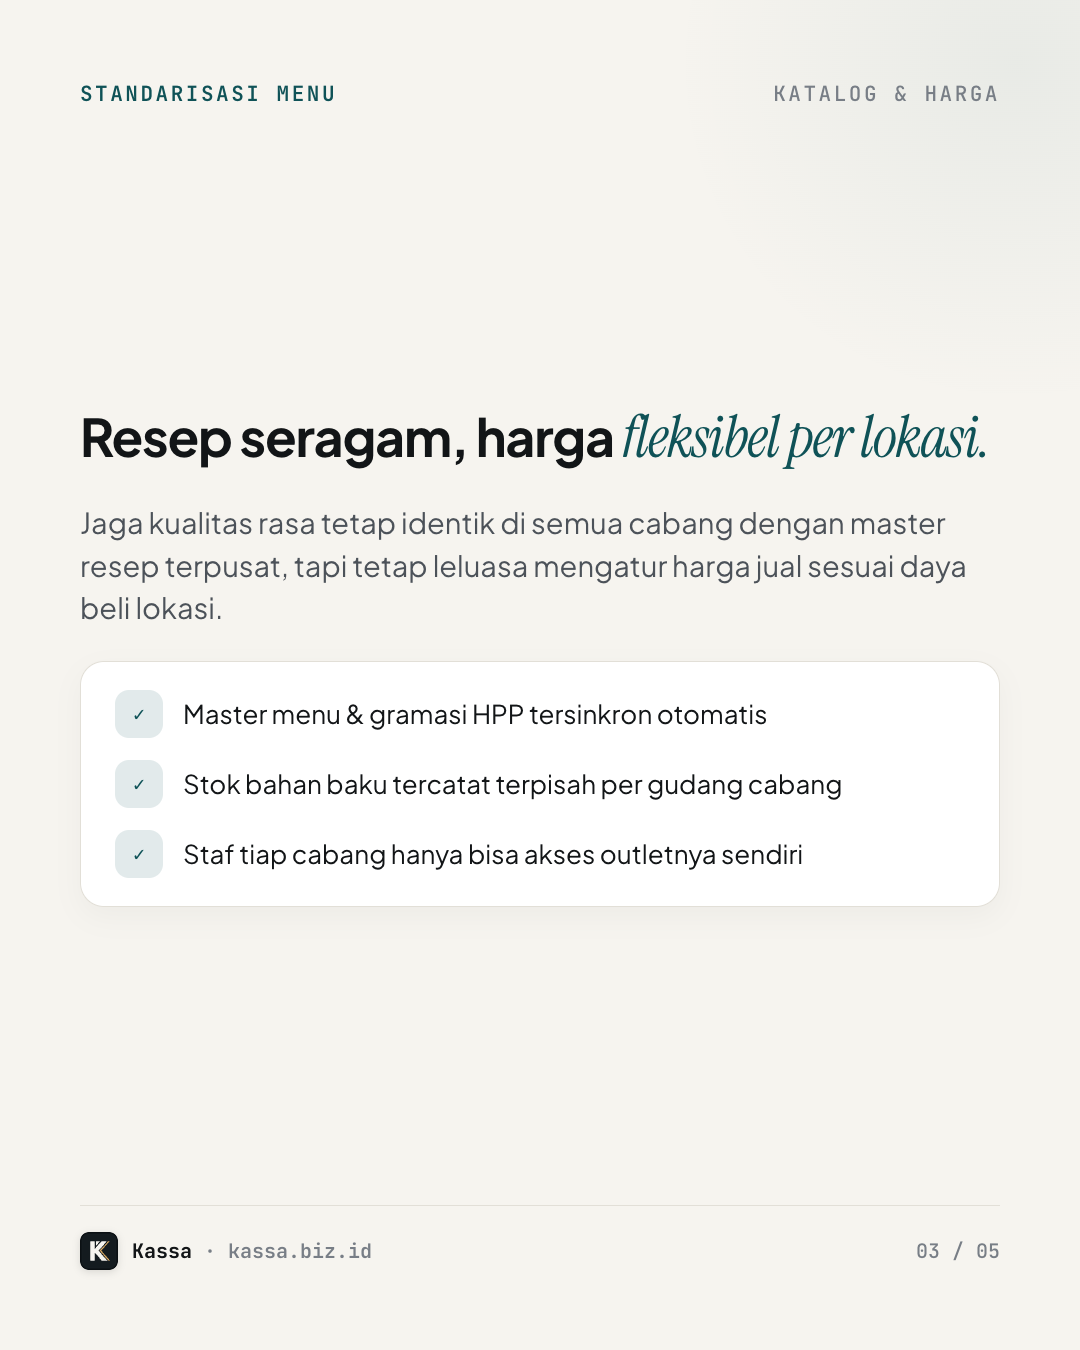 STANDARISASI MENU
KATALOG & HARGA
Resep seragam, harga fleksibel per lokasi.
Jaga kualitas rasa tetap identik di semua cabang dengan master
resep terpusat, tapi tetap leluasa mengatur harga jual sesuai daya
beli lokasi.
✓ Master menu & gramasi HPP tersinkron otomatis
✓ Stok bahan baku tercatat terpisah per gudang cabang
✓ Staf tiap cabang hanya bisa akses outletnya sendiri
K Kassa · kassa.biz.id
03 / 05